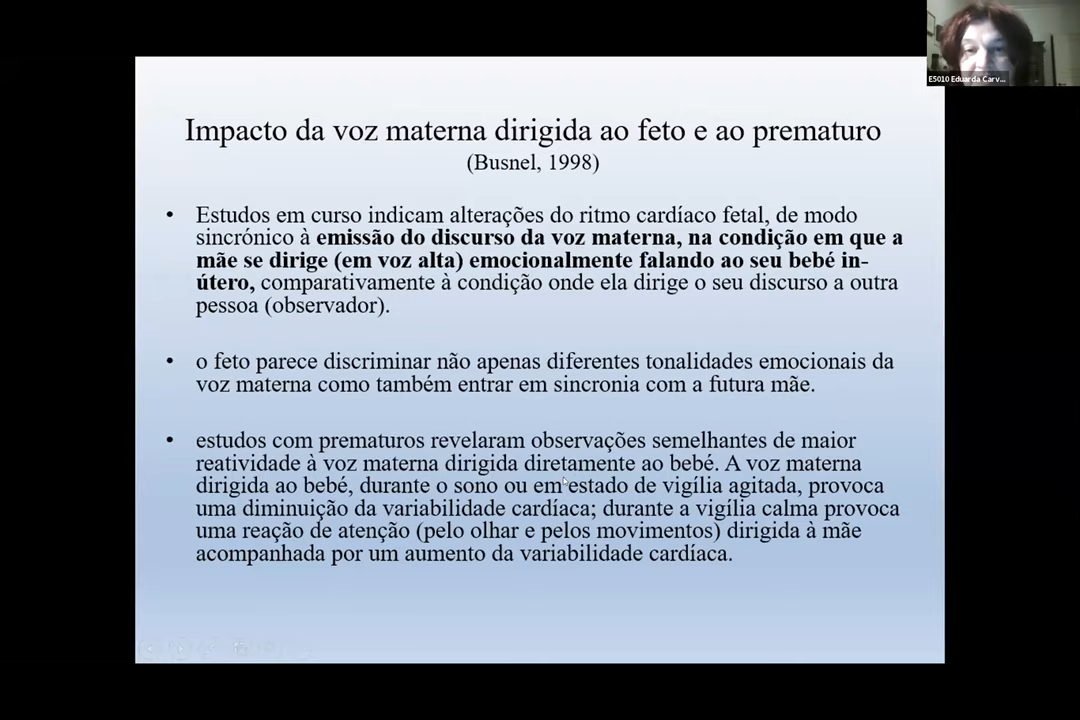 E5010 Eduarda Carv...
Impacto da voz materna dirigida ao feto e ao prematuro
(Busnel, 1998)
• Estudos em curso indicam alterações do ritmo cardíaco fetal, de modo
sincrónico à emissão do discurso da voz materna, na condição em que a
mãe se dirige (em voz alta) emocionalmente falando ao seu bebé in-
útero, comparativamente à condição onde ela dirige o seu discurso a outra
pessoa (observador).
• o feto parece discriminar não apenas diferentes tonalidades emocionais da
voz materna como também entrar em sincronia com a futura mãe.
• estudos com prematuros revelaram observações semelhantes de maior
reatividade à voz materna dirigida diretamente ao bebé. A voz materna
dirigida ao bebé, durante o sono ou em estado de vigília agitada, provoca
uma diminuição da variabilidade cardíaca; durante a vigília calma provoca
uma reação de atenção (pelo olhar e pelos movimentos) dirigida à mãe
acompanhada por um aumento da variabilidade cardíaca.